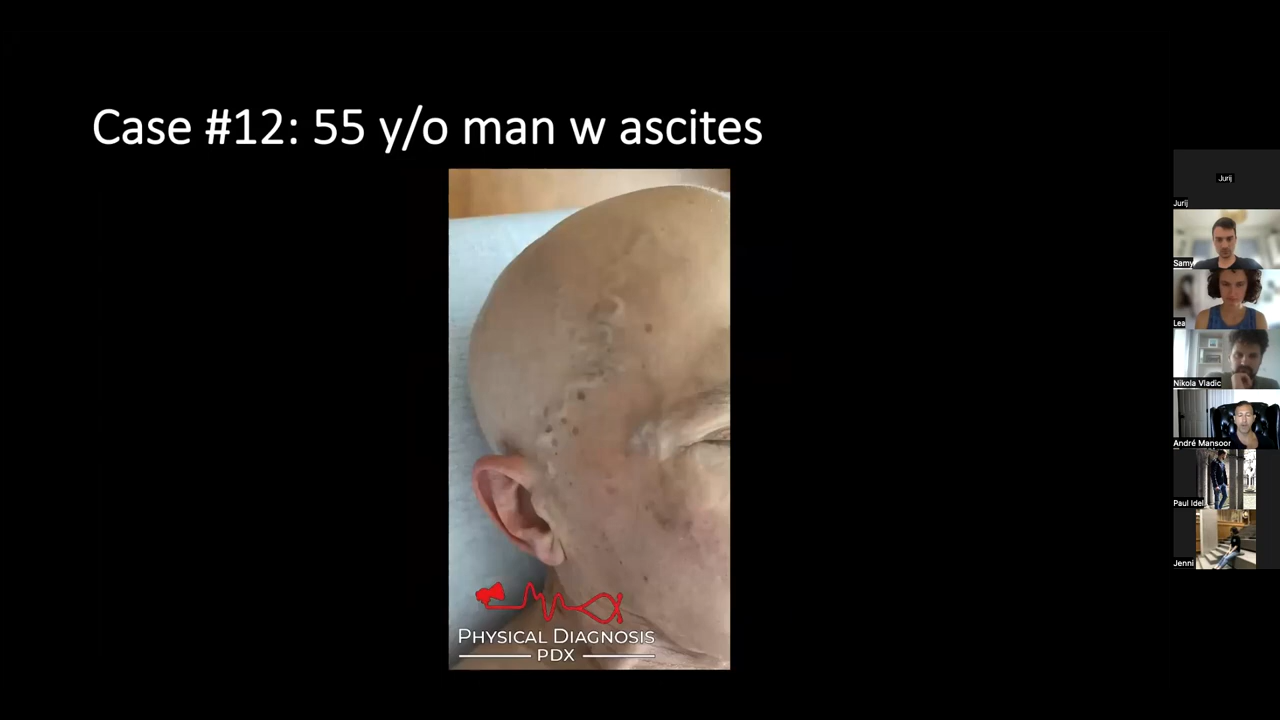 Case #12: 55 y/o man w ascites
PHYSICAL DIAGNOSIS
PDX
Jurij
Jurij
Samy
Lea
Nikola Vladic
André Mansoor
Paul Idel
Jenni